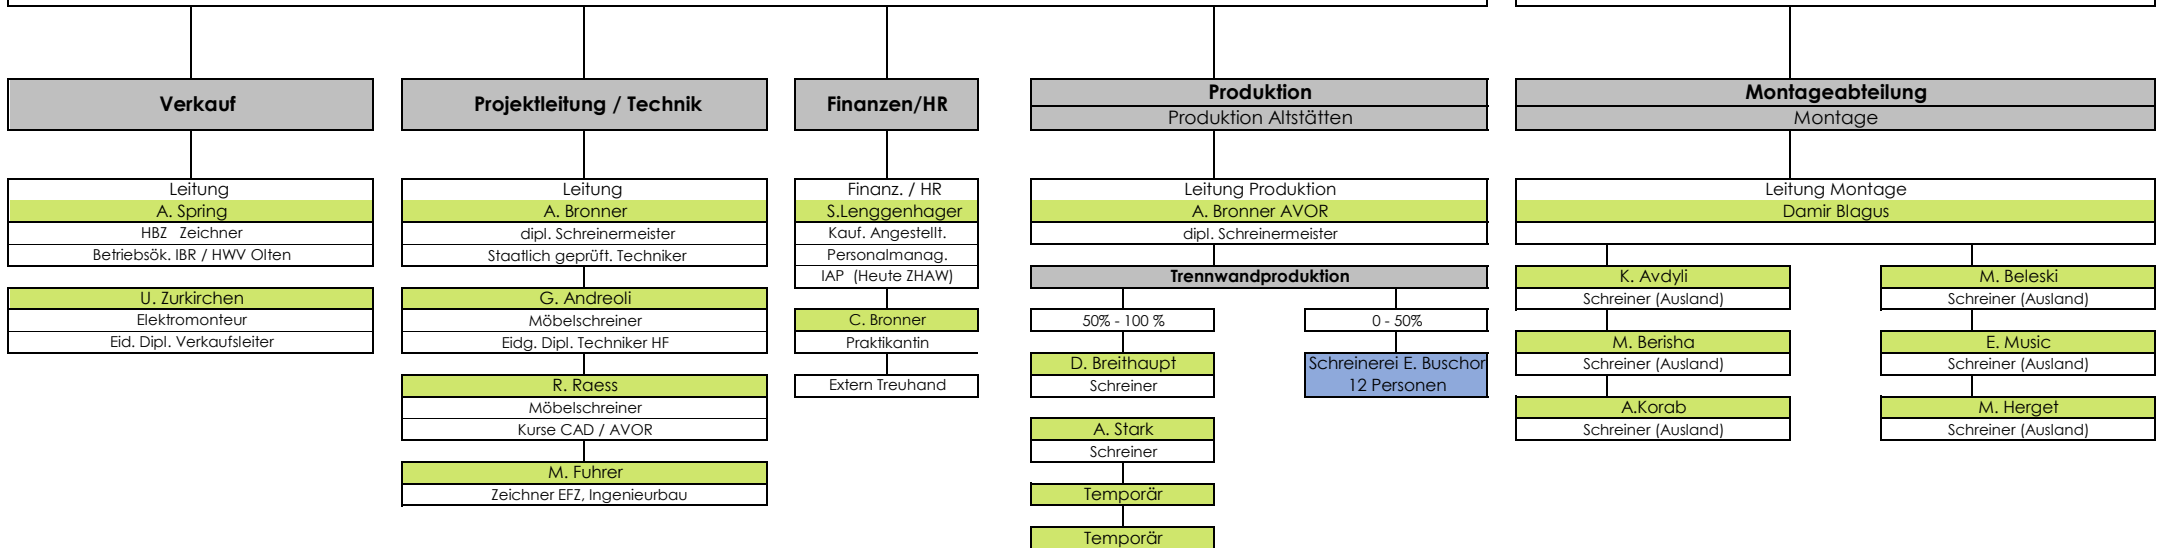 Verkauf
Leitung
A. Spring
HBZ Zeichner
Betriebsök. IBR / HWV Olten
U. Zurkirchen
Elektromonteur
Eid. Dipl. Verkaufsleiter
Projektleitung / Technik
Leitung
A. Bronner
dipl. Schreinermeister
Staatlich geprüft. Techniker
G. Andreoli
Möbelschreiner
Eidg. Dipl. Techniker HF
R. Raess
Möbelschreiner
Kurse CAD / AVOR
M. Fuhrer
Zeichner EFZ, Ingenieurbau
Finanzen/HR
Finanz. / HR
S.Lenggenhager
Kauf. Angestellt.
Personalmanag.
IAP (Heute ZHAW)
C. Bronner
Praktikantin
Extern Treuhand
Produktion
Produktion Altstätten
Leitung Produktion
A. Bronner AVOR
dipl. Schreinermeister
Trennwandproduktion
50% - 100 %
D. Breithaupt
Schreiner
A. Stark
Schreiner
Temporär
Temporär
0 - 50%
Schreinerei E. Buschor
12 Personen
Montageabteilung
Montage
Leitung Montage
Damir Blagus
K. Avdyli
Schreiner (Ausland)
M. Berisha
Schreiner (Ausland)
A.Korab
Schreiner (Ausland)
M. Beleski
Schreiner (Ausland)
E. Music
Schreiner (Ausland)
M. Herget
Schreiner (Ausland)